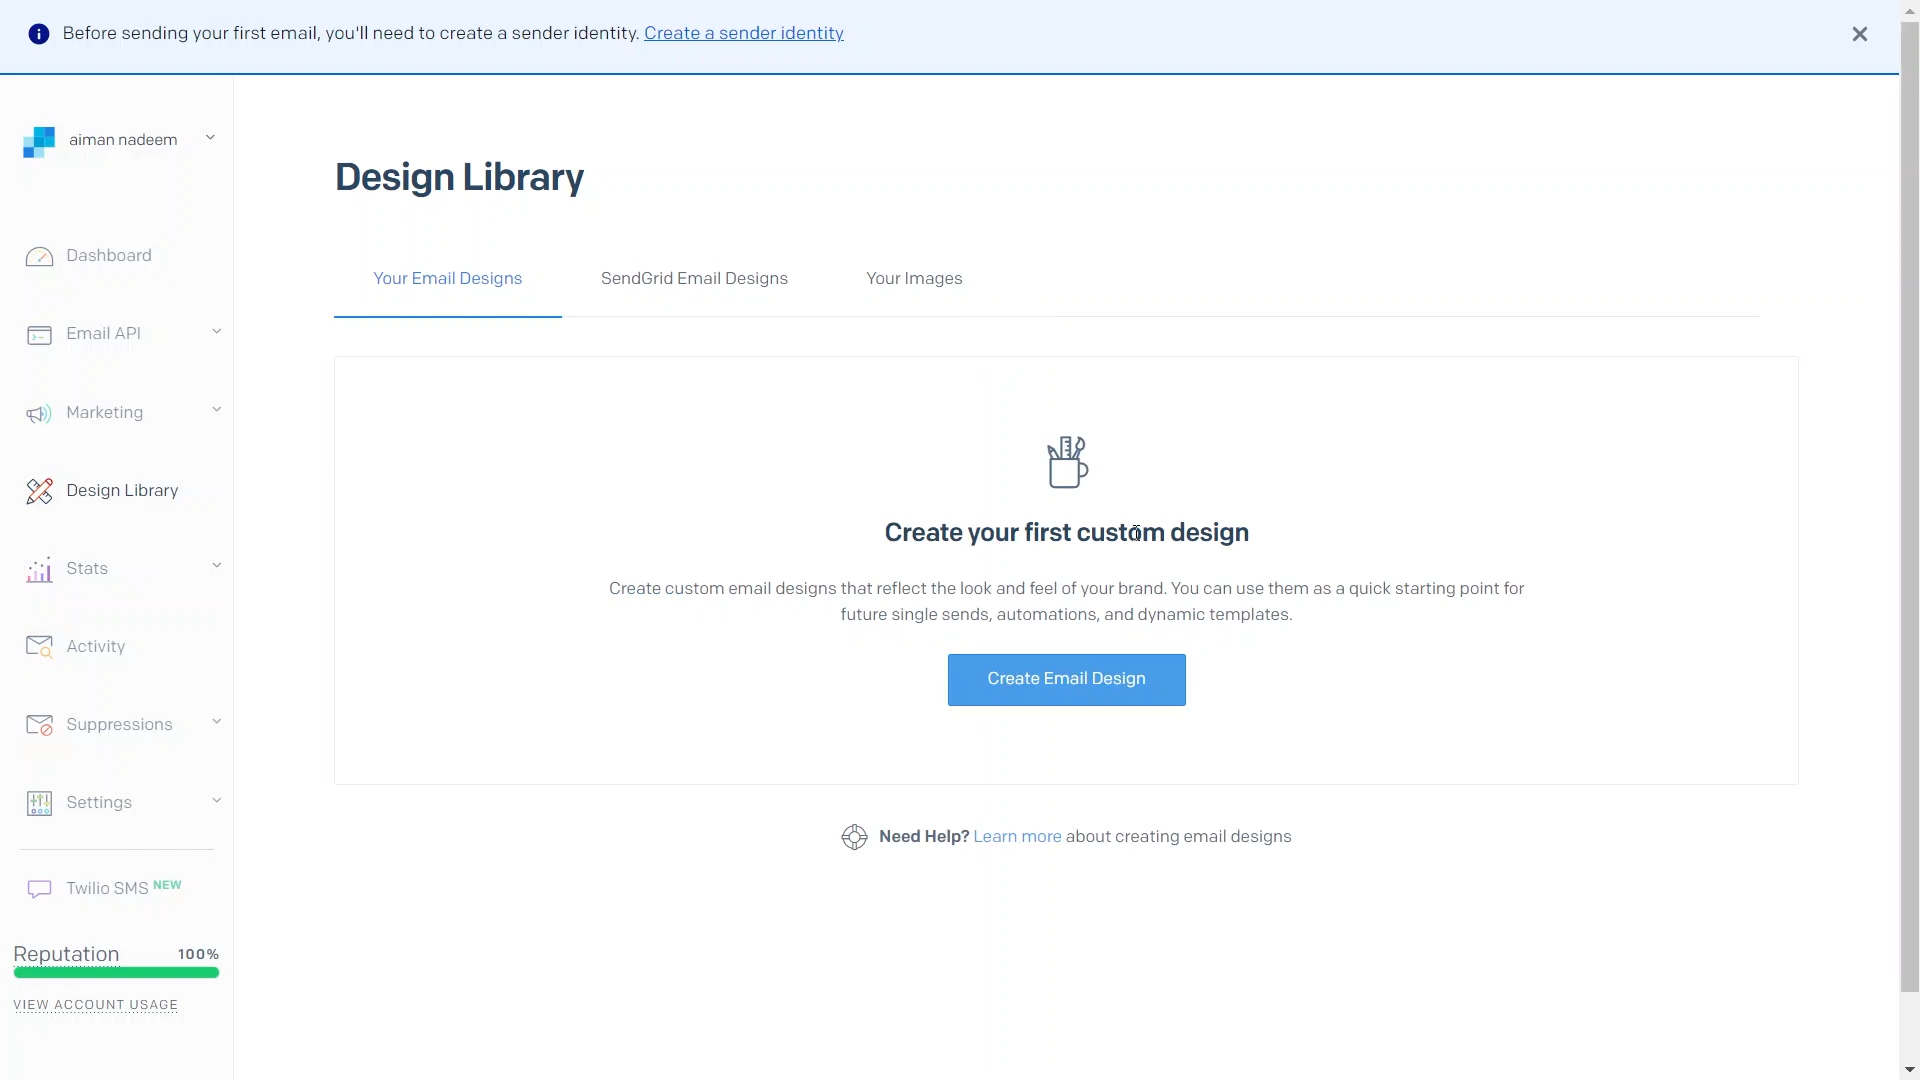 Before sending your first email, you'll need to create a sender identity. Create a sender identity
aiman nadeem
Dashboard
Email API
Marketing
Design Library
Stats
Activity
Suppressions
Settings
Twilio SMS NEW
Reputation 100%
VIEW ACCOUNT USAGE
Design Library
Your Email Designs SendGrid Email Designs Your Images
Create your first custom design
Create custom email designs that reflect the look and feel of your brand. You can use them as a quick starting point for
future single sends, automations, and dynamic templates.
Create Email Design
Need Help? Learn more about creating email designs